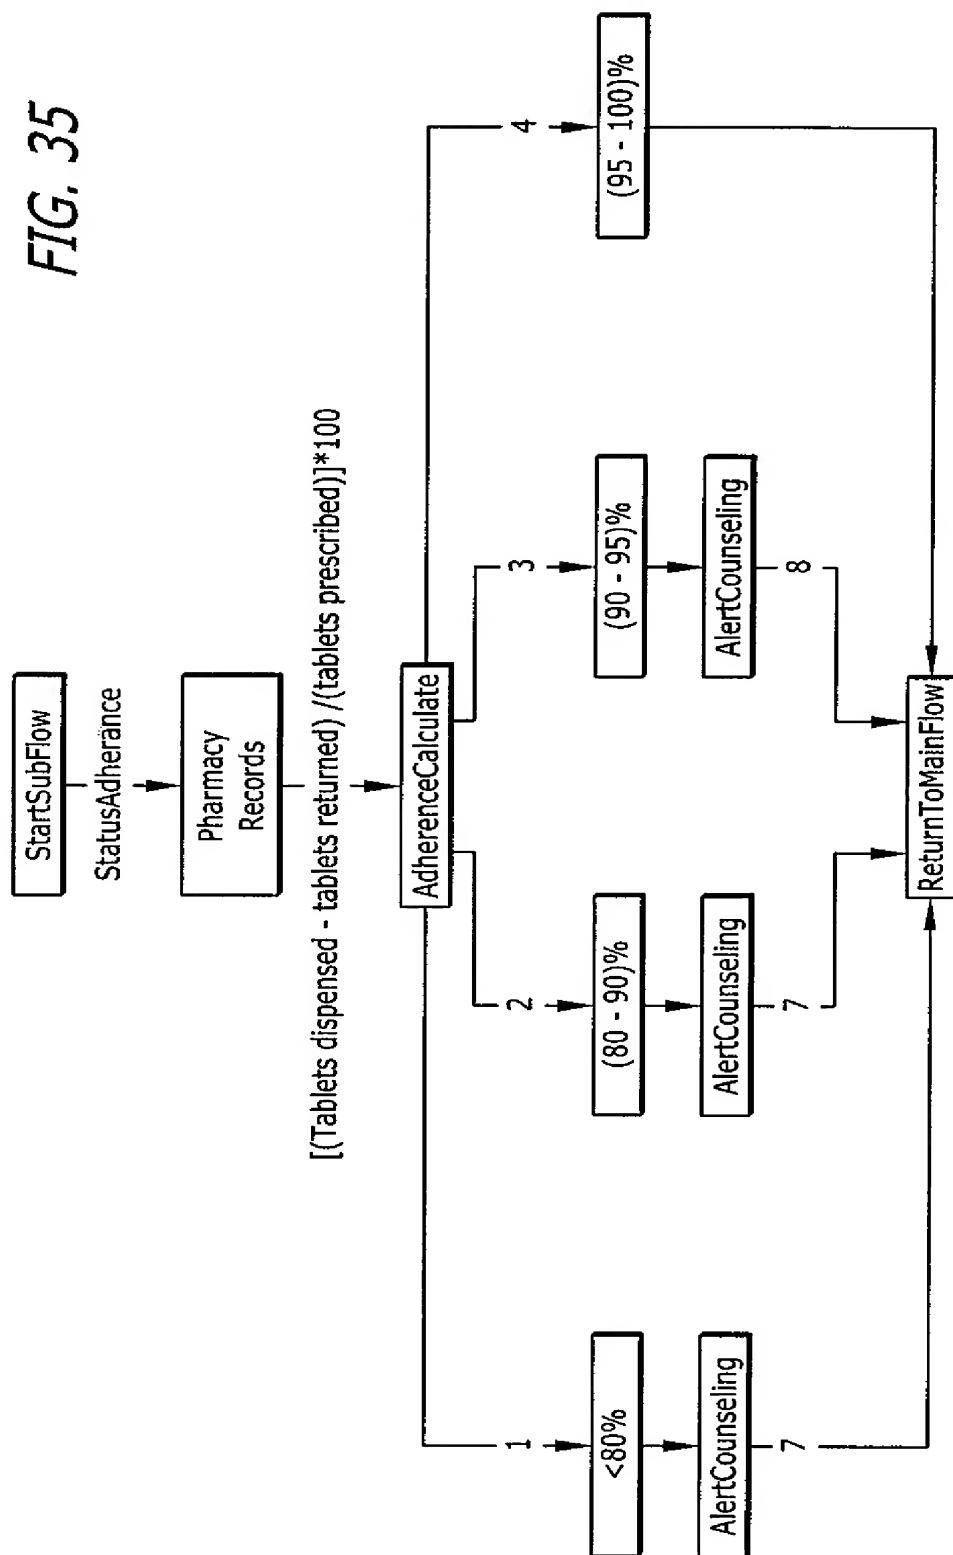 FIG. 35
StartSubFlow
StatusAdherance
Pharmacy
Records
[(Tablets dispensed - tablets returned) /(tablets prescribed)]*100
AdherenceCalculate
1
2
3
4
<80%
(80 - 90)%
(90 - 95)%
(95 - 100)%
AlertCounseling
AlertCounseling
AlertCounseling
7
7
8
ReturnToMainFlow